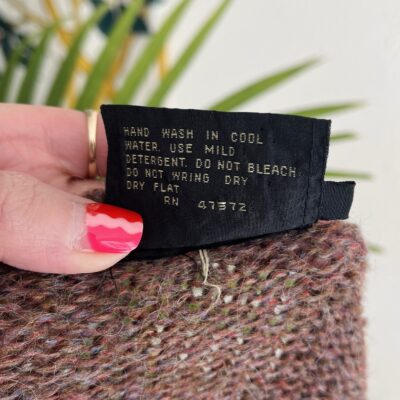 HAND WASH IN COOL
WATER. USE MILD
DETERGENT. DO NOT BLEACH
DO NOT WRING DRY
DRY FLAT
RN 47372